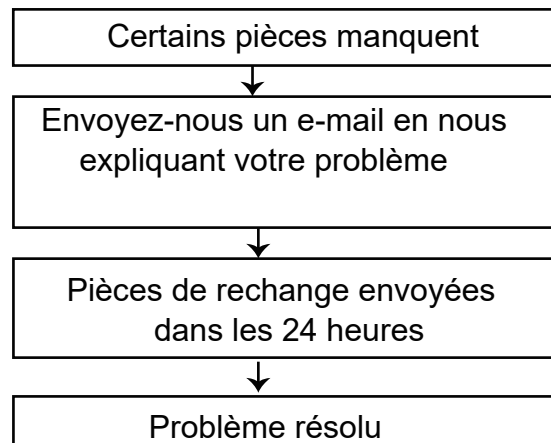 Certains pièces manquent
Envoyez-nous un e-mail en nous
expliquant votre problème
Pièces de rechange envoyées
dans les 24 heures
Problème résolu